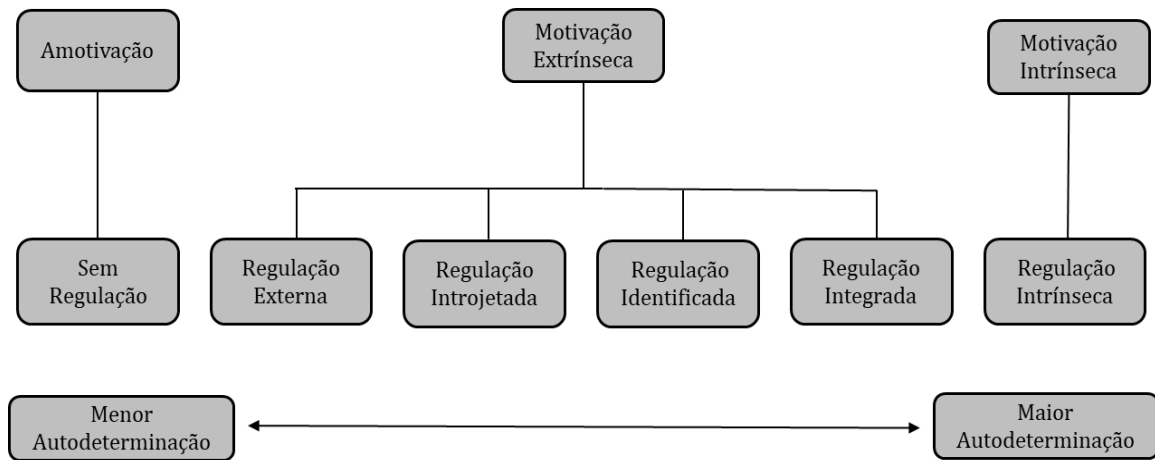 Amotivação
Motivação
Extrínseca
Motivação
Intrínseca
Sem
Regulação
Regulação
Externa
Regulação
Introjetada
Regulação
Identificada
Regulação
Integrada
Regulação
Intrínseca
Menor
Autodeterminação
Maior
Autodeterminação